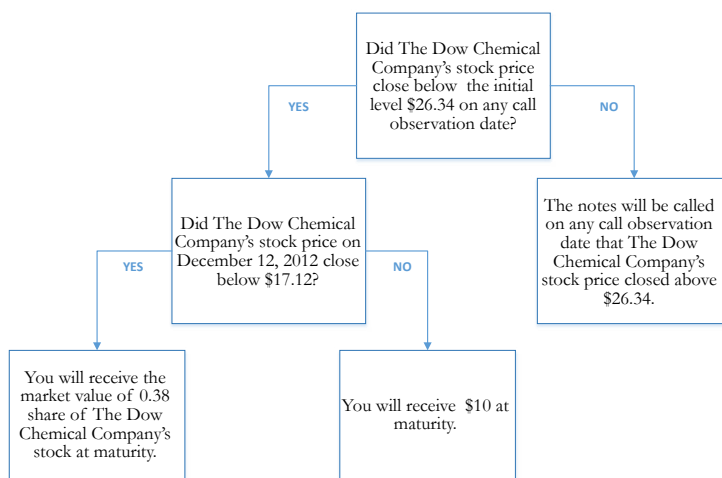 Did The Dow Chemical
Company's stock price
close below the initial
level $26.34 on any call
observation date?
YES
NO
Did The Dow Chemical
Company's stock price on
December 12, 2012 close
below $17.12?
The notes will be called
on any call observation
date that The Dow
Chemical Company's
stock price closed above
$26.34.
YES
NO
You will receive the
market value of 0.38
share of The Dow
Chemical Company's
stock at maturity.
You will receive $10 at
maturity.